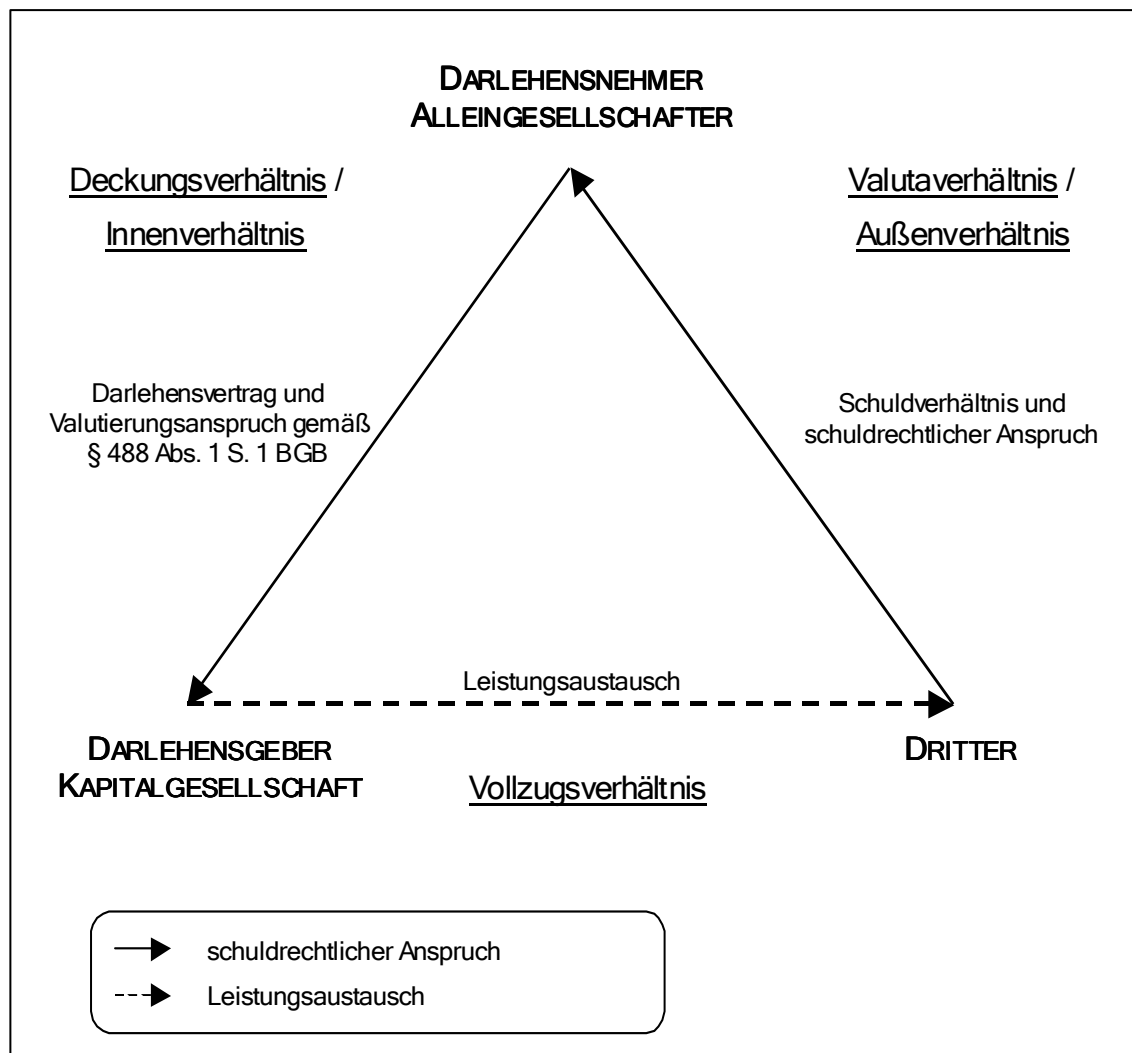 DARLEHENSNEHMER
ALLEINGESELLSCHAFTER
Deckungsverhältnis /
Innenverhältnis
Valutaverhältnis /
Außenverhältnis
Darlehensvertrag und
Valutierungsanspruch gemäß
§ 488 Abs. 1 S. 1 BGB
Schuldverhältnis und
schuldrechtlicher Anspruch
Leistungsaustausch
DARLEHENSGEBER
KAPITALGESELLSCHAFT
Vollzugsverhältnis
DRITTER
schuldrechtlicher Anspruch
Leistungsaustausch